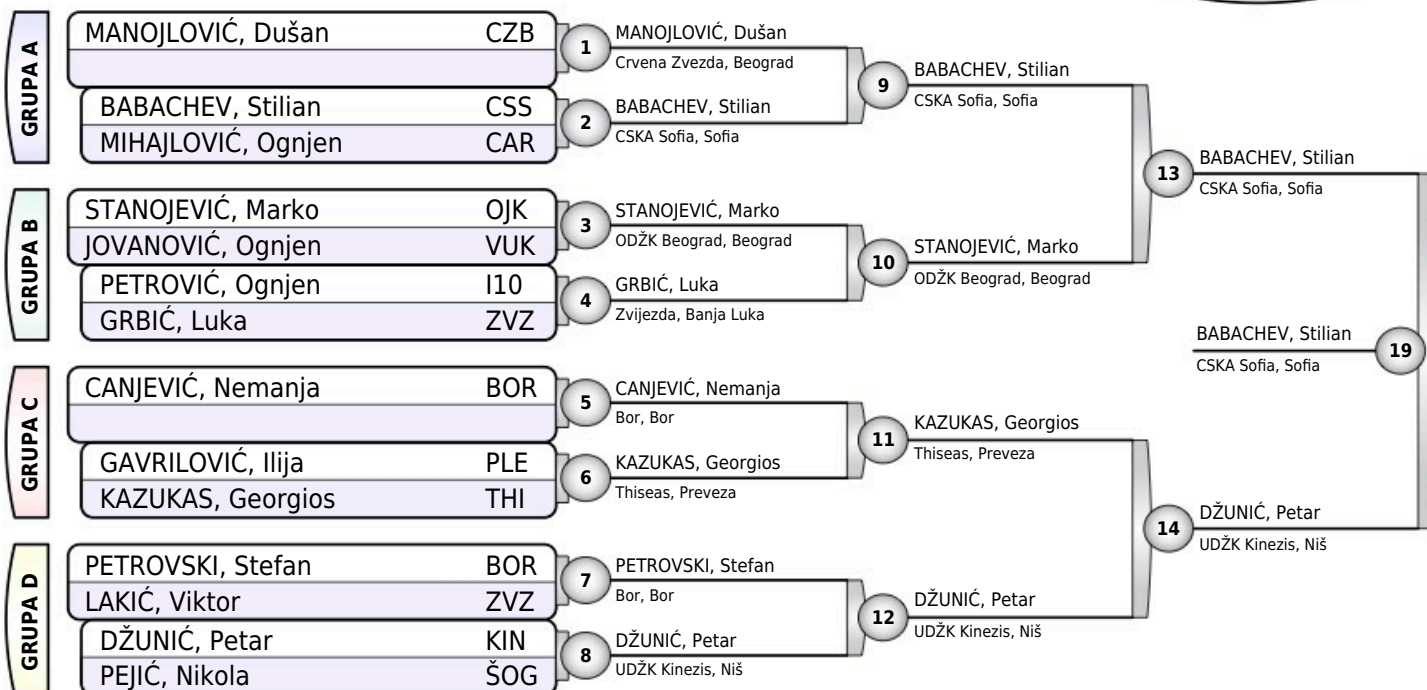 GRUPA A
MANOJLOVIĆ, Dušan CZB
BABACHEV, Stilian CSS
MIHAJLOVIĆ, Ognjen CAR
GRUPA B
STANOJEVIĆ, Marko OJK
JOVANOVIĆ, Ognjen VUK
PETROVIĆ, Ognjen I10
GRBIĆ, Luka ZVZ
GRUPA C
CANJEVIĆ, Nemanja BOR
GAVRILOVIĆ, Ilija PLE
KAZUKAS, Georgios THI
GRUPA D
PETROVSKI, Stefan BOR
LAKIĆ, Viktor ZVZ
DŽUNIĆ, Petar KIN
PEJIĆ, Nikola ŠOG
1
MANOJLOVIĆ, Dušan
Crvena Zvezda, Beograd
2
BABACHEV, Stilian
CSKA Sofia, Sofia
3
STANOJEVIĆ, Marko
ODŽK Beograd, Beograd
4
GRBIĆ, Luka
Zvijezda, Banja Luka
5
CANJEVIĆ, Nemanja
Bor, Bor
6
KAZUKAS, Georgios
Thiseas, Preveza
7
PETROVSKI, Stefan
Bor, Bor
8
DŽUNIĆ, Petar
UDŽK Kinezis, Niš
9
BABACHEV, Stilian
CSKA Sofia, Sofia
10
STANOJEVIĆ, Marko
ODŽK Beograd, Beograd
11
KAZUKAS, Georgios
Thiseas, Preveza
12
DŽUNIĆ, Petar
UDŽK Kinezis, Niš
13
BABACHEV, Stilian
CSKA Sofia, Sofia
14
DŽUNIĆ, Petar
UDŽK Kinezis, Niš
BABACHEV, Stilian
CSKA Sofia, Sofia
19